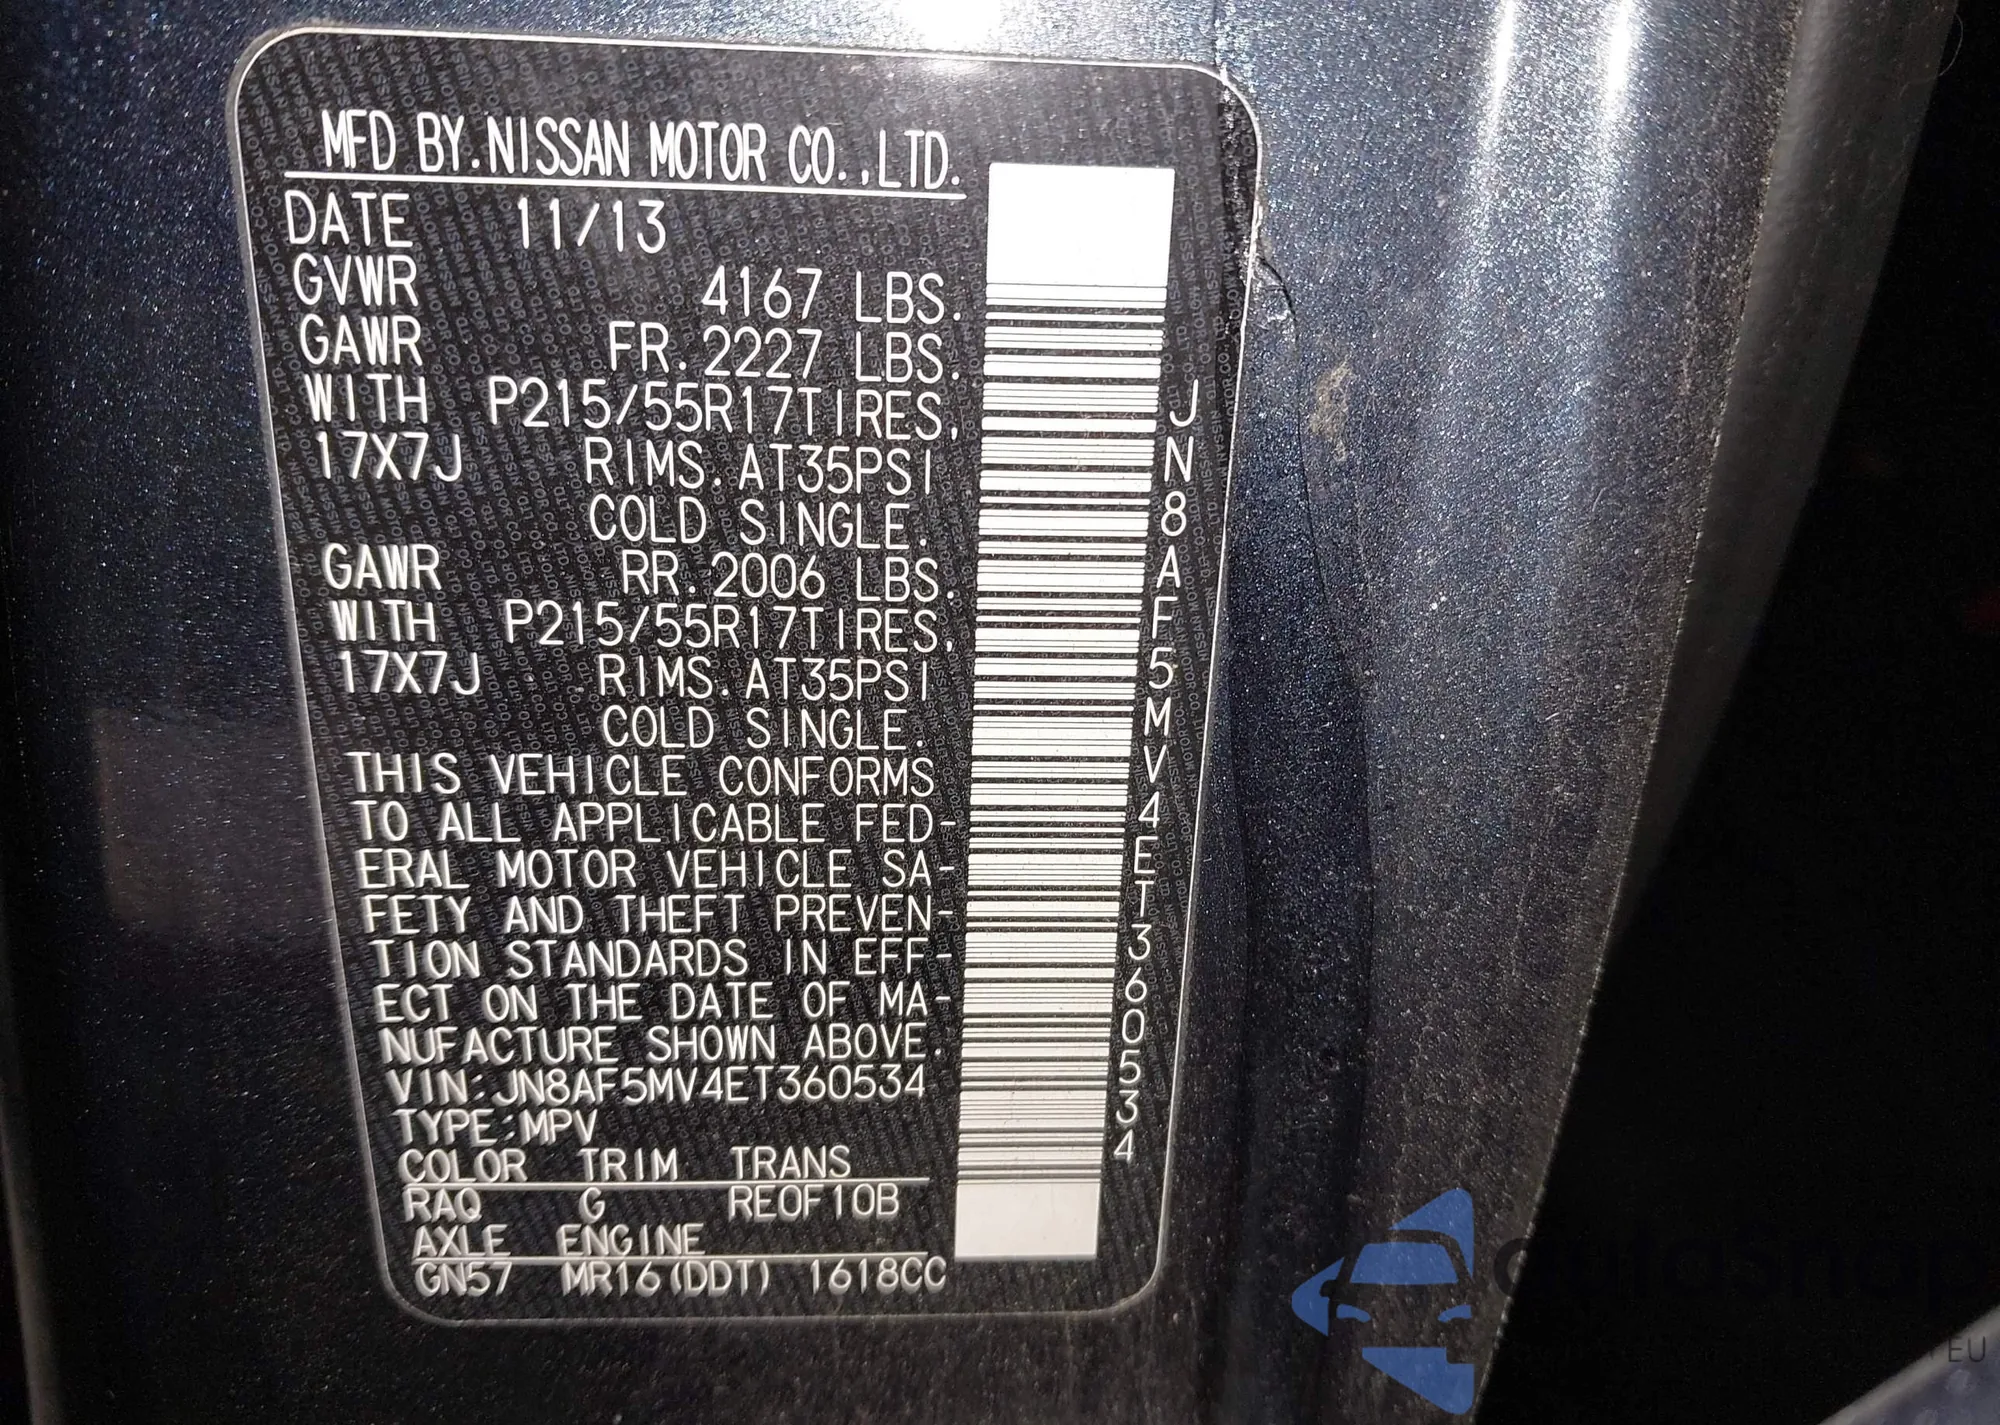 MFD BY.NISSAN MOTOR CO.,LTD.
DATE 11/13
GVWR 4167 LBS.
GAWR FR.2227 LBS.
WITH P215/55R17TIRES,
17X7J RIMS.AT35PSI
COLD SINGLE.
GAWR RR.2006 LBS.
WITH P215/55R17TIRES,
17X7J RIMS.AT35PSI
COLD SINGLE.
THIS VEHICLE CONFORMS
TO ALL APPLICABLE FED-
ERAL MOTOR VEHICLE SA-
FETY AND THEFT PREVEN-
TION STANDARDS IN EFF-
ECT ON THE DATE OF MA-
NUFACTURE SHOWN ABOVE.
VIN:JN8AF5MV4ET360534
TYPE:MPV
COLOR TRIM TRANS
RAQ G RE0F10B
AXLE ENGINE
GN57 MR16(DDT) 1618CC
JN8AF5MV4ET360534
EU